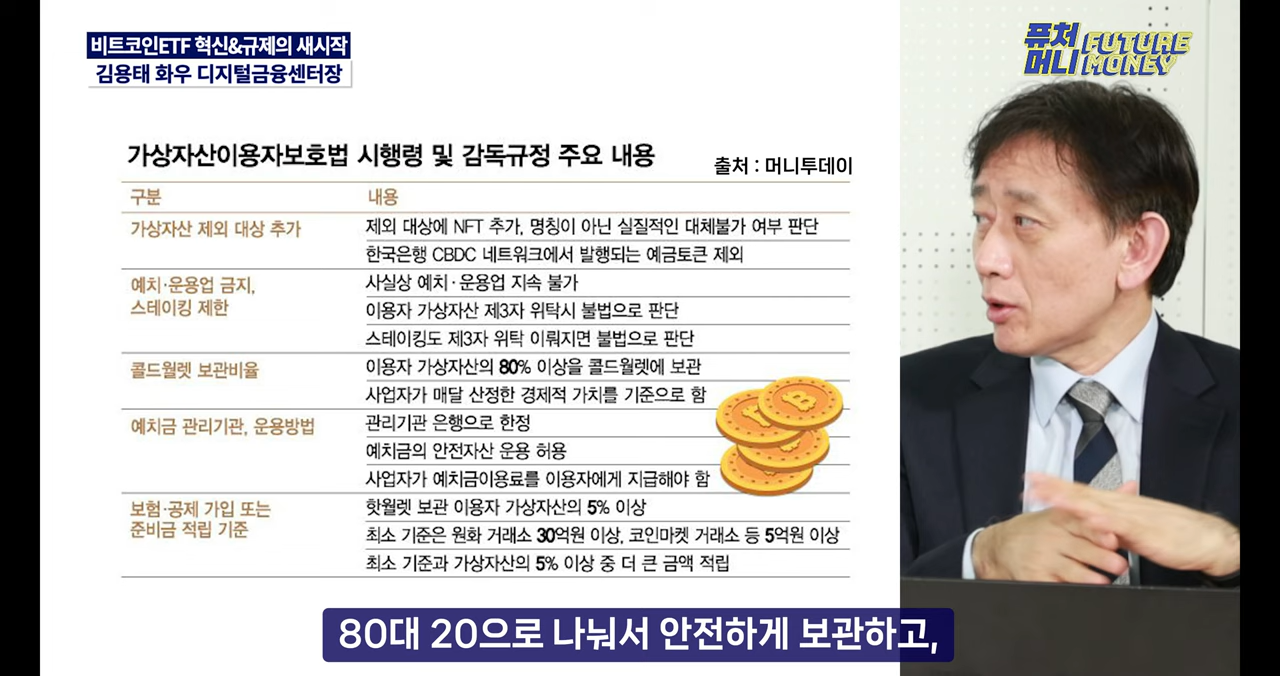 비트코인ETF 혁신&규제의 새시작
김용태 화우 디지털금융센터장
퓨처 FUTURE
머니 MONEY
가상자산이용자보호법 시행령 및 감독규정 주요 내용
출처 : 머니투데이
구분 내용
가상자산 제외 대상 추가 제외 대상에 NFT 추가, 명칭이 아닌 실질적인 대체불가 여부 판단
한국은행 CBDC 네트워크에서 발행되는 예금토큰 제외
예치·운용업 금지, 사실상 예치·운용업 지속 불가
스테이킹 제한 이용자 가상자산 제3자 위탁시 불법으로 판단
스테이킹도 제3자 위탁 이뤄지면 불법으로 판단
콜드월렛 보관비율 이용자 가상자산의 80% 이상을 콜드월렛에 보관
사업자가 매달 산정한 경제적 가치를 기준으로 함
예치금 관리기관, 운용방법 관리기관 은행으로 한정
예치금의 안전자산 운용 허용
사업자가 예치금이용료를 이용자에게 지급해야 함
보험·공제 가입 또는 핫월렛 보관 이용자 가상자산의 5% 이상
준비금 적립 기준 최소 기준은 원화 거래소 30억원 이상, 코인마켓 거래소 등 5억원 이상
최소 기준과 가상자산의 5% 이상 중 더 큰 금액 적립
80대 20으로 나눠서 안전하게 보관하고,